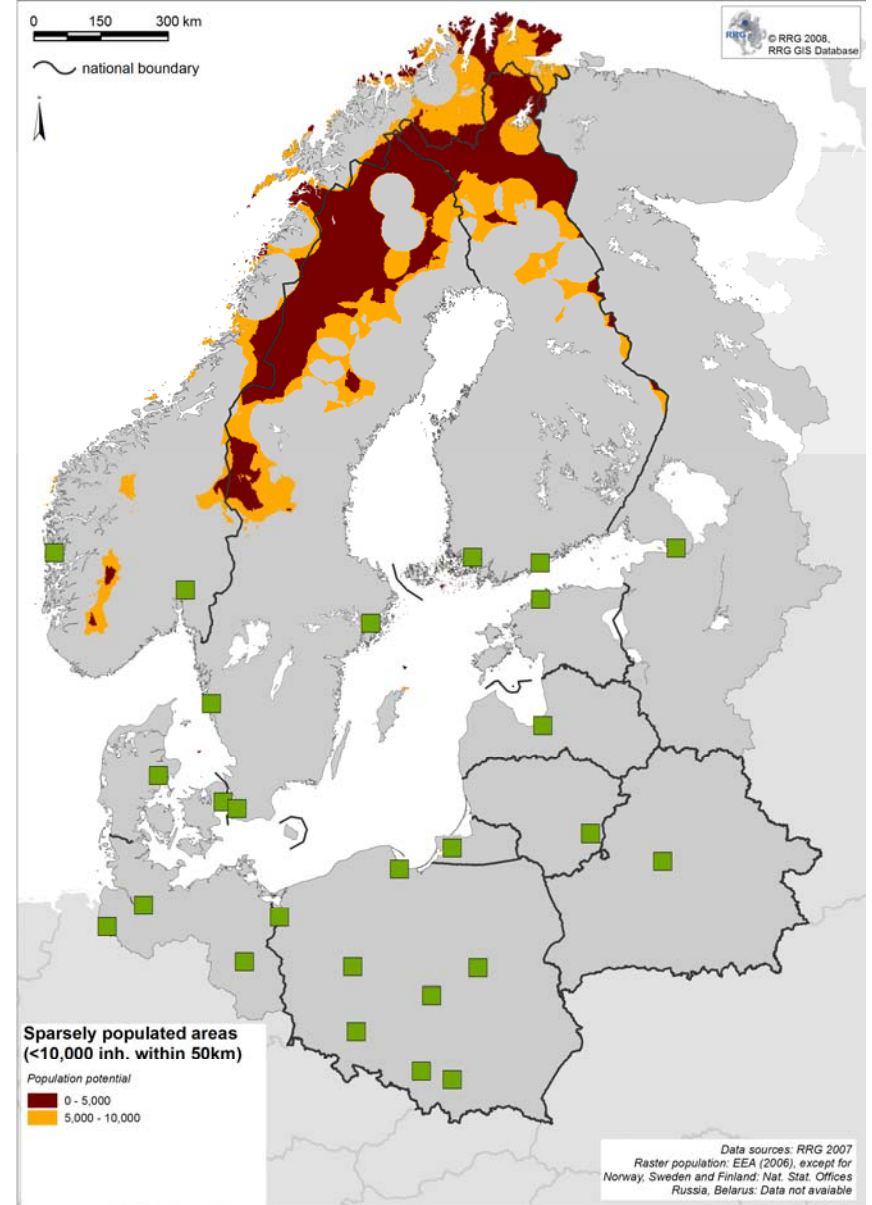 0 150 300 km
national boundary
RRG
© RRG 2008,
RRG GIS Database
Sparsely populated areas
(<10,000 inh. within 50km)
Population potential
0 - 5,000
5,000 - 10,000
Data sources: RRG 2007
Raster population: EEA (2006), except for
Norway, Sweden and Finland: Nat. Stat. Offices
Russia, Belarus: Data not avaiable